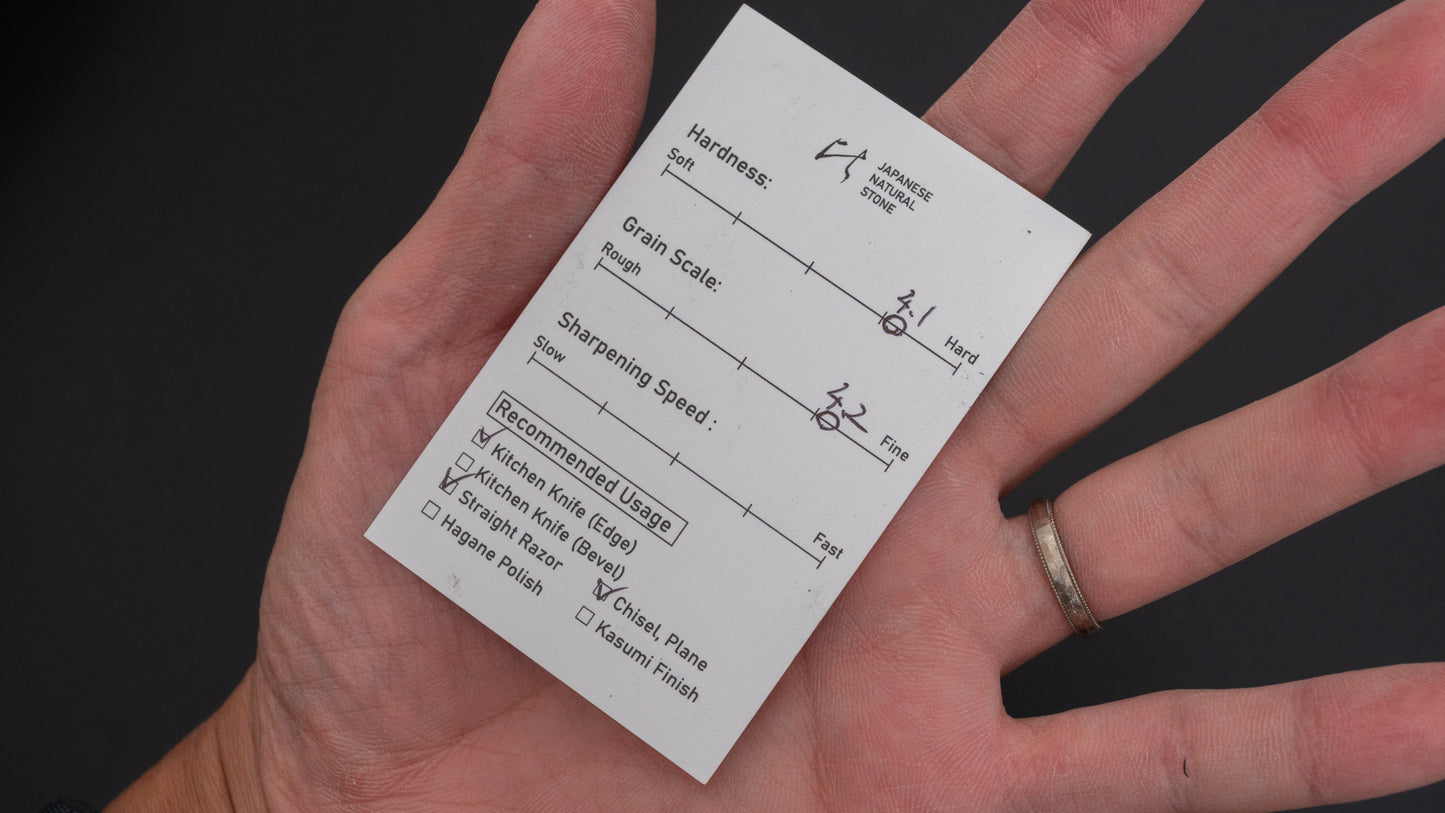 JAPANESE
NATURAL
STONE
Hardness:
Soft
4.1
Hard
Grain Scale:
Rough
4.2
Fine
Sharpening Speed :
Slow
Fast
Recommended Usage
Kitchen Knife (Edge)
Kitchen Knife (Bevel)
Straight Razor
Chisel, Plane
Hagane Polish
Kasumi Finish